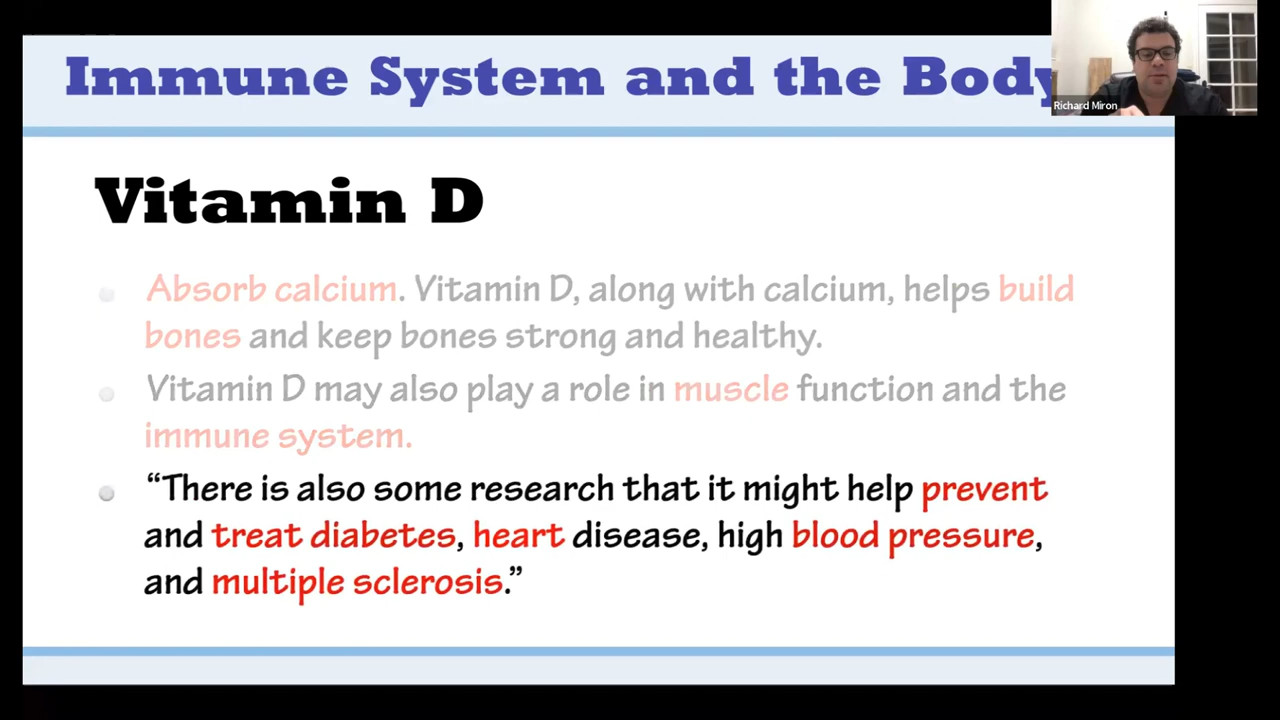 Immune System and the Body
Richard Miron
Vitamin D
Absorb calcium. Vitamin D, along with calcium, helps build
bones and keep bones strong and healthy.
Vitamin D may also play a role in muscle function and the
immune system.
“There is also some research that it might help prevent
and treat diabetes, heart disease, high blood pressure,
and multiple sclerosis.”